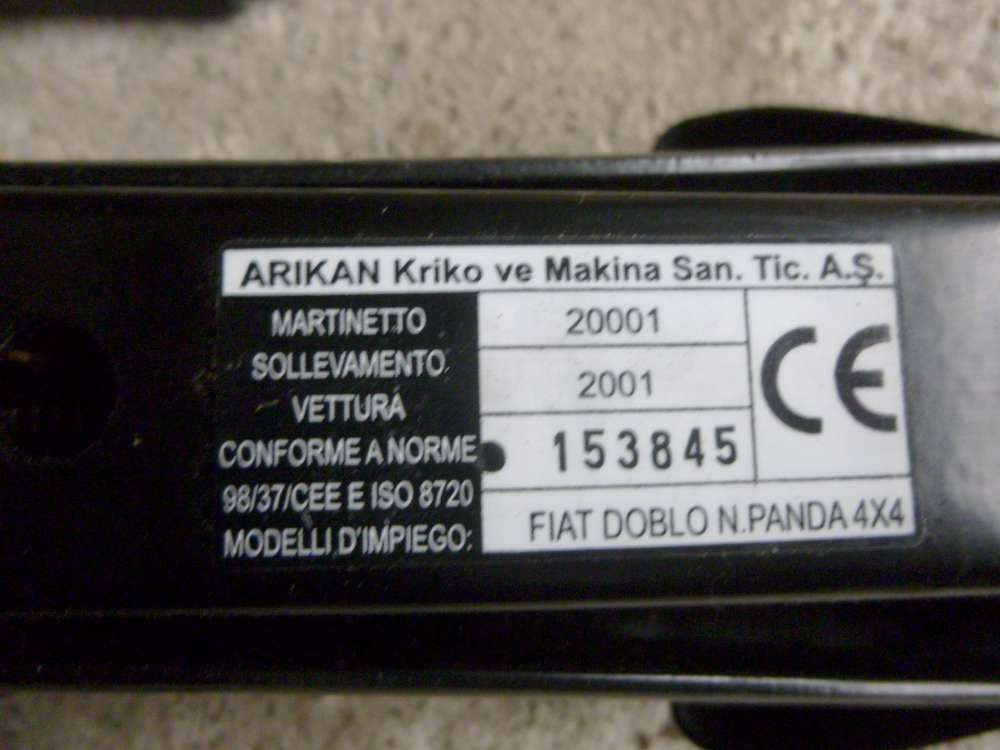 ARIKAN Kriko ve Makina San. Tic. A.Ş.
MARTINETTO
SOLLEVAMENTO
VETTURA
CONFORME A NORME
98/37/CEE E ISO 8720
MODELLI D'IMPIEGO:
20001
2001
153845
FIAT DOBLO N.PANDA 4X4
CE